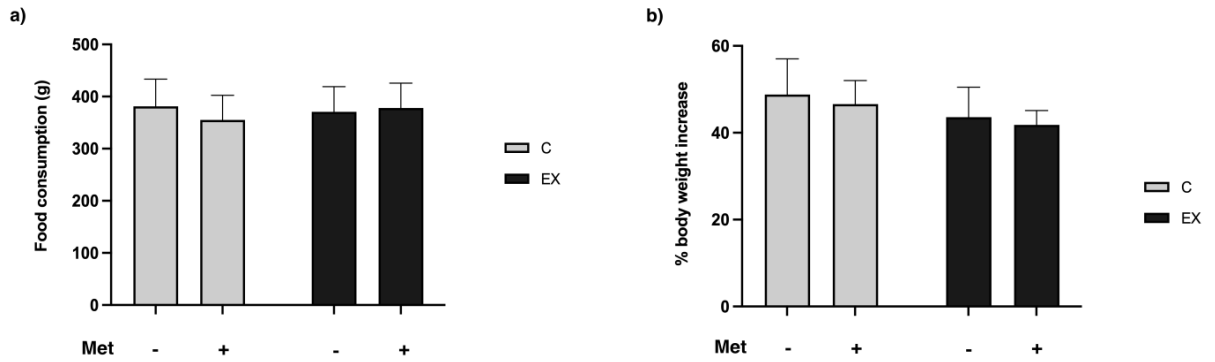 a)
Food consumption (g)
500
400
300
200
100
0
Met - + - +
C
EX
b)
% body weight increase
60
40
20
0
Met - + - +
C
EX